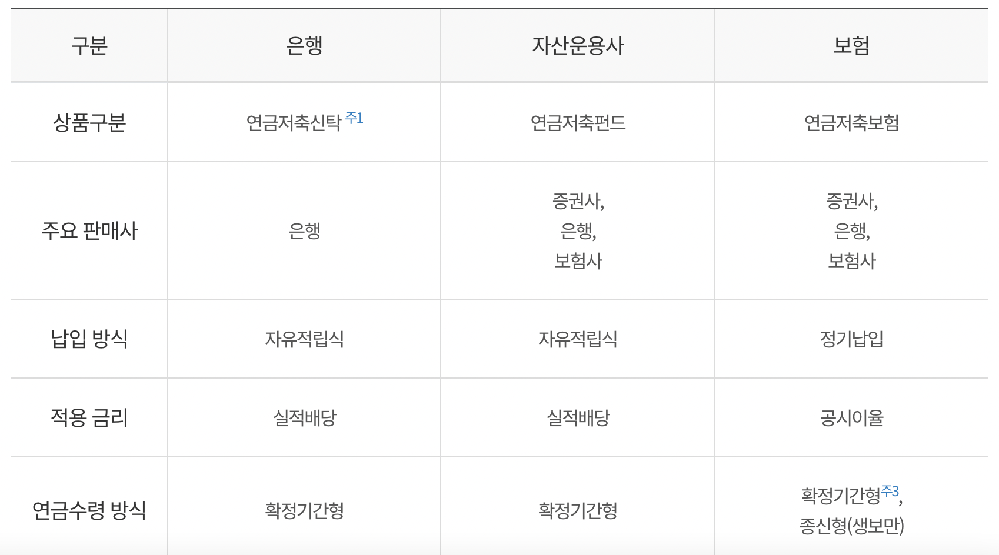 구분 은행 자산운용사 보험
상품구분 연금저축신탁 주1 연금저축펀드 연금저축보험
주요 판매사 은행 증권사, 은행, 보험사 증권사, 은행, 보험사
납입 방식 자유적립식 자유적립식 정기납입
적용 금리 실적배당 실적배당 공시이율
연금수령 방식 확정기간형 확정기간형 확정기간형주3, 종신형(생보만)